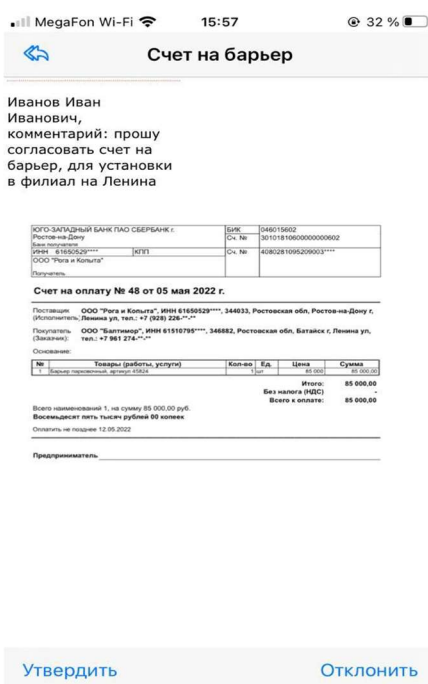 MegaFon Wi-Fi 15:57 32 %
Счет на барьер
Иванов Иван
Иванович,
комментарий: прошу
согласовать счет на
барьер, для установки
в филиал на Ленина
ЮГО-ЗАПАДНЫЙ БАНК ПАО СБЕРБАНК г. БИК 046015602
Ростов-на-Дону Сч. № 30101810600000000602
Банк получателя
ИНН 61650529**** КПП Сч. № 4080281095209003****
ООО "Рога и Копыта"
Получатель
Счет на оплату № 48 от 05 мая 2022 г.
Поставщик ООО "Рога и Копыта", ИНН 61650529****, 344033, Ростовская обл, Ростов-на-Дону г,
(Исполнитель: Ленина ул, тел.: +7 (928) 226-**-**
Покупатель ООО "Балтимор", ИНН 61510795****, 346882, Ростовская обл, Батайск г, Ленина ул,
(Заказчик): тел.: +7 961 274-**-**
Основание:
№ Товары (работы, услуги) Кол-во Ед. Цена Сумма
1 Барьер парковочный, артикул 45824 1 шт 85 000 85 000,00
Итого: 85 000,00
Без налога (НДС) -
Всего к оплате: 85 000,00
Всего наименований 1, на сумму 85 000,00 руб.
Восемьдесят пять тысяч рублей 00 копеек
Оплатить не позднее 12.05.2022
Предприниматель
Утвердить Отклонить